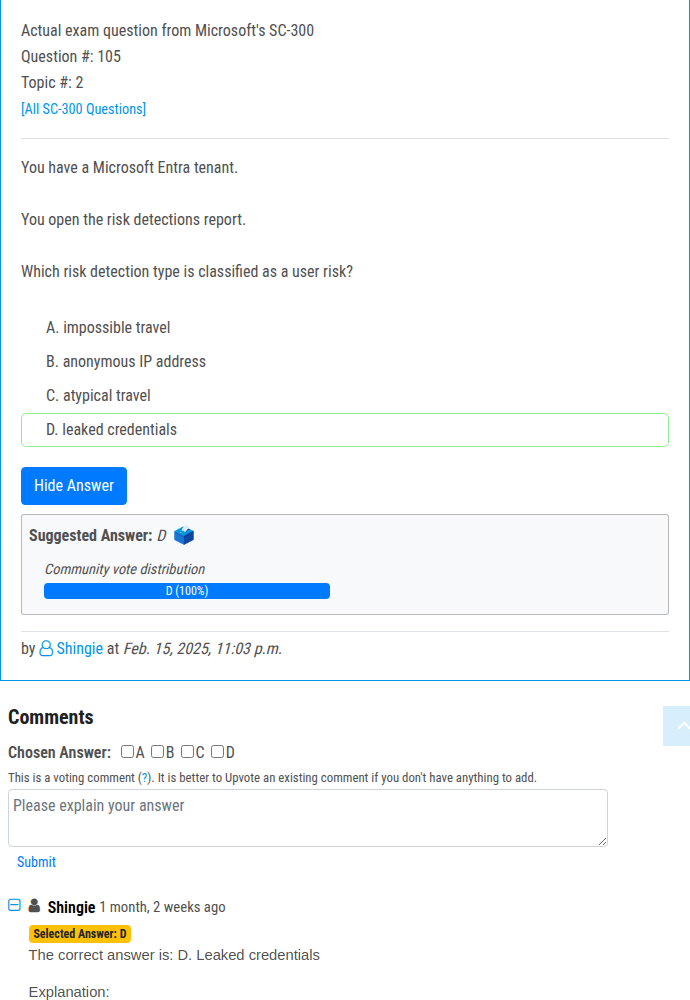 Actual exam question from Microsoft's SC-300
Question #: 105
Topic #: 2
[All SC-300 Questions]
You have a Microsoft Entra tenant.
You open the risk detections report.
Which risk detection type is classified as a user risk?
A. impossible travel
B. anonymous IP address
C. atypical travel
D. leaked credentials
Hide Answer
Suggested Answer: D
Community vote distribution
D (100%)
by Shingie at Feb. 15, 2025, 11:03 p.m.
Comments
Chosen Answer: A B C D
This is a voting comment (?). It is better to Upvote an existing comment if you don't have anything to add.
Please explain your answer
Submit
Shingie 1 month, 2 weeks ago
Selected Answer: D
The correct answer is: D. Leaked credentials
Explanation: